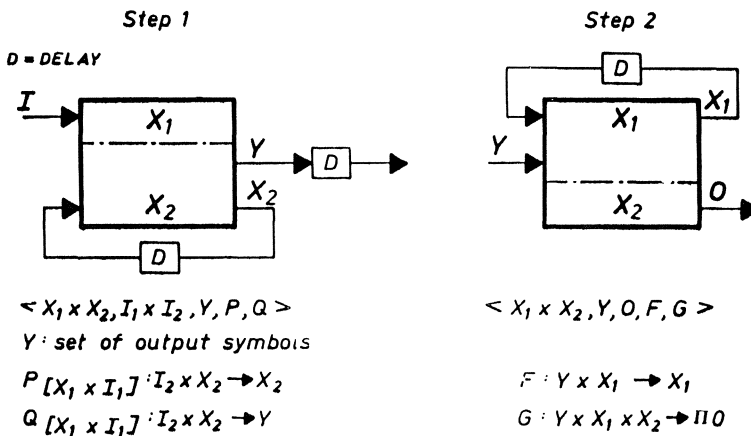 Step 1
D = DELAY
I
X₁
Y
D
X₂
X₂
D
< X₁ x X₂, I₁ x I₂, Y, P, Q >
Y: set of output symbols
P [X₁ x I₁] : I₂ x X₂ → X₂
Q [X₁ x I₁] : I₂ x X₂ → Y
Step 2
D
X₁
X₁
Y
X₂
O
< X₁ x X₂, Y, O, F, G >
F : Y x X₁ → X₁
G : Y x X₁ x X₂ → ΠO